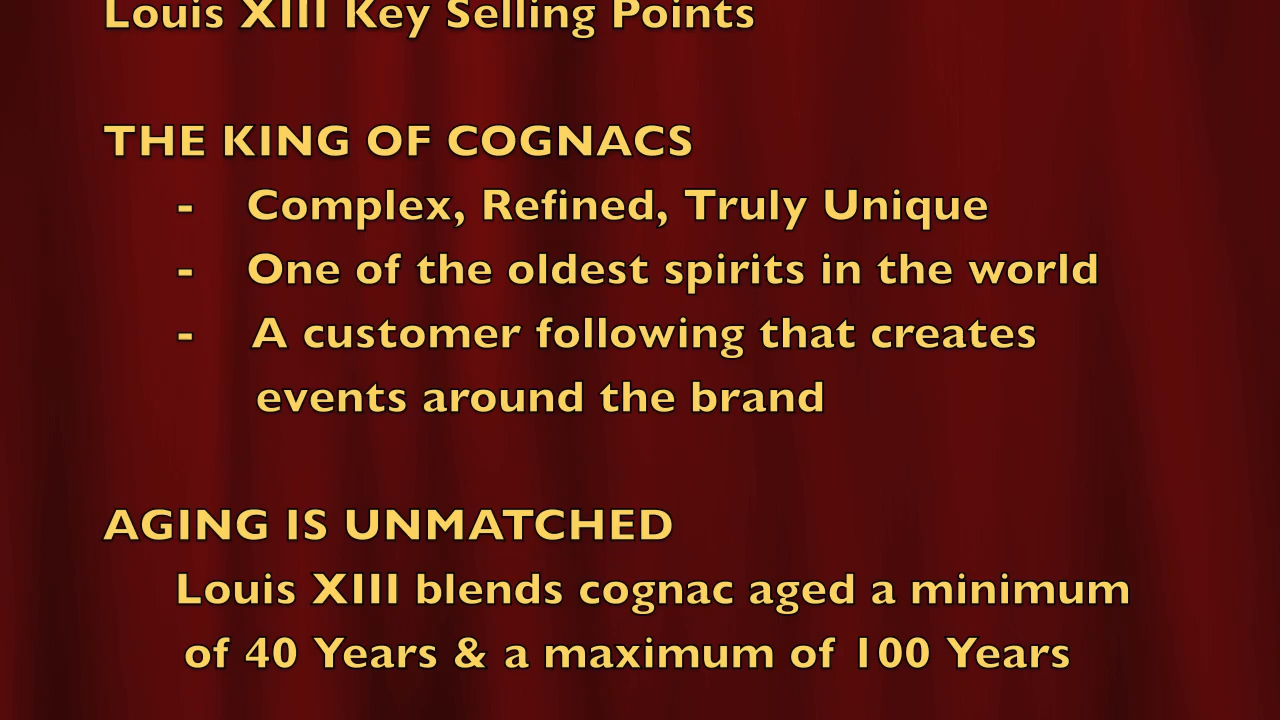 Louis XIII Key Selling Points
THE KING OF COGNACS
- Complex, Refined, Truly Unique
- One of the oldest spirits in the world
- A customer following that creates
events around the brand
AGING IS UNMATCHED
Louis XIII blends cognac aged a minimum
of 40 Years & a maximum of 100 Years